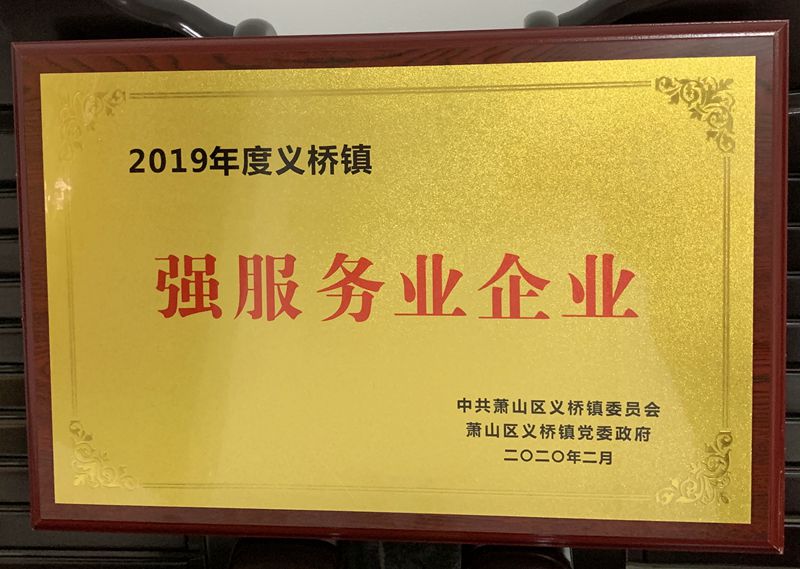 2019年度义桥镇
强服务业企业
中共萧山区义桥镇委员会
萧山区义桥镇党委政府
二〇二〇年二月